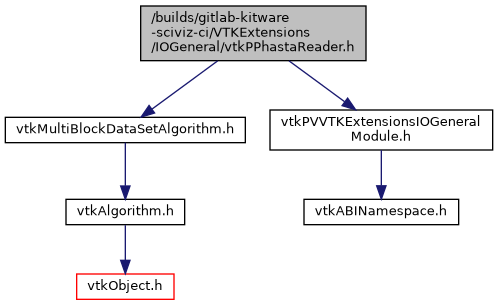 /builds/gitlab-kitware
-sciviz-ci/VTKExtensions
/IOGeneral/vtkPPhastaReader.h
vtkMultiBlockDataSetAlgorithm.h
vtkPVVTKExtensionsIOGeneral
Module.h
vtkAlgorithm.h
vtkABINamespace.h
vtkObject.h